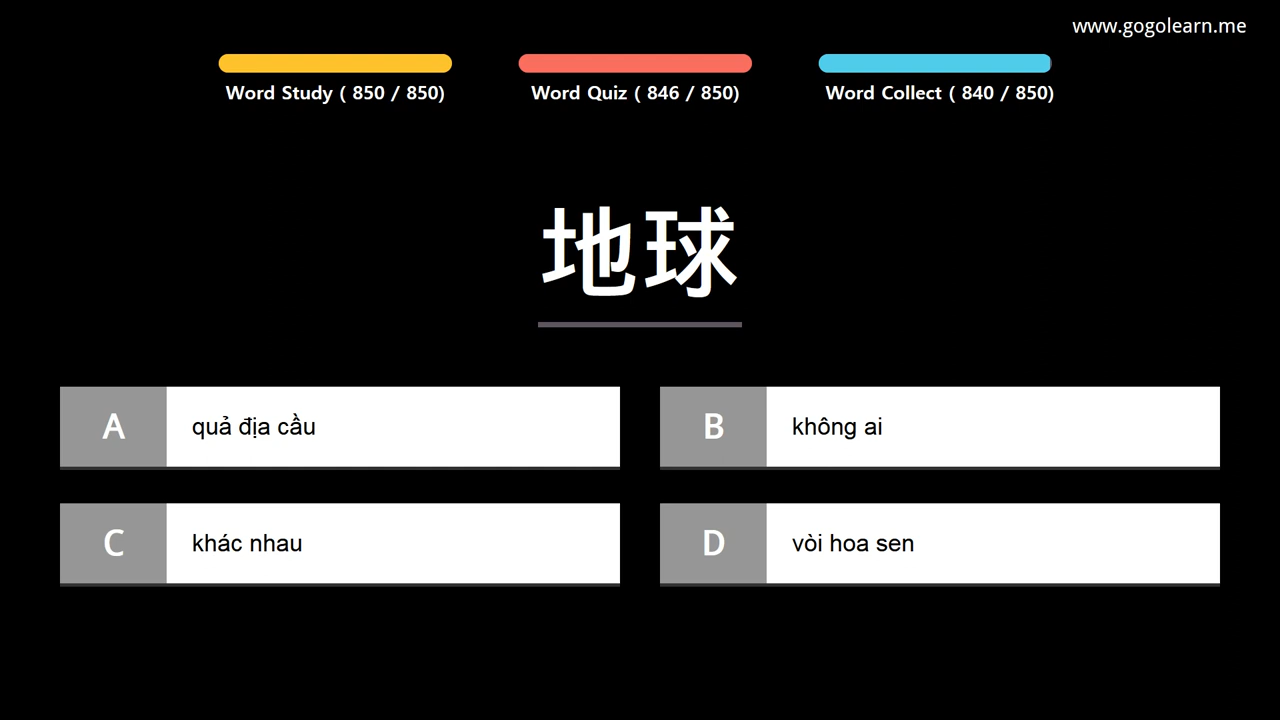 www.gogolearn.me
Word Study ( 850 / 850)
Word Quiz ( 846 / 850)
Word Collect ( 840 / 850)
地球
A
quả địa cầu
B
không ai
C
khác nhau
D
vòi hoa sen